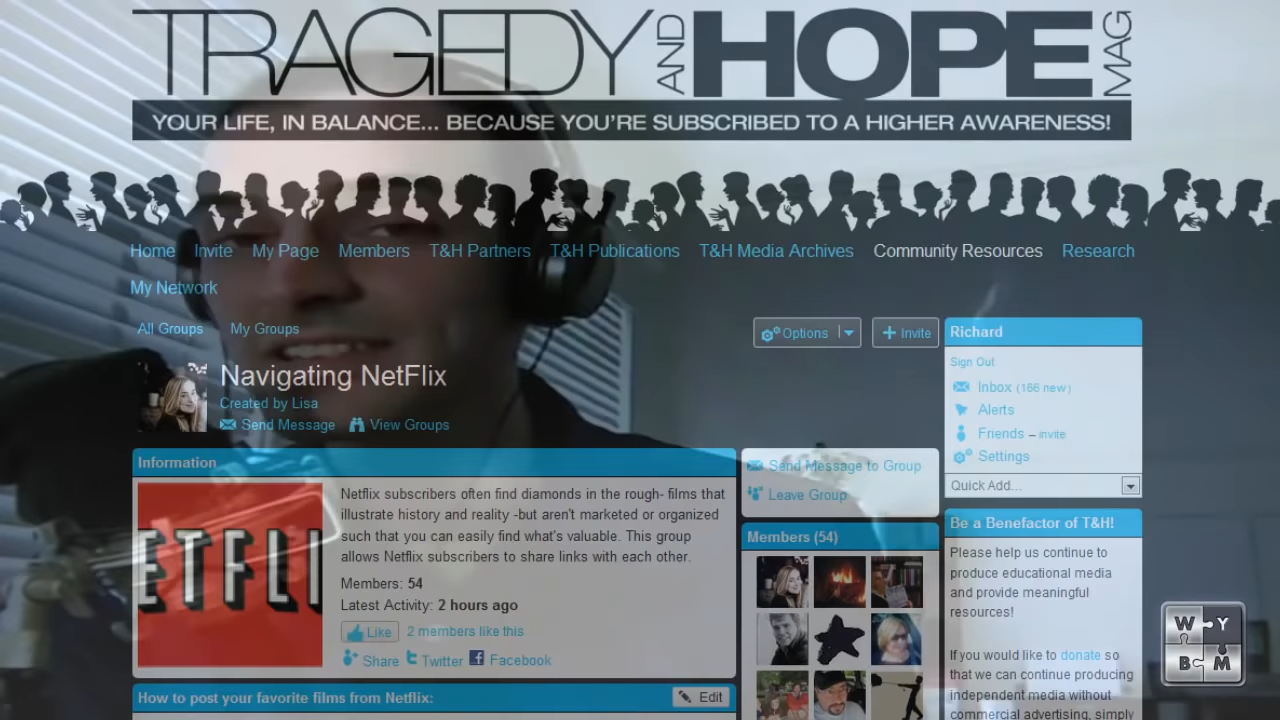 TRAGEDY AND HOPE MAG
YOUR LIFE, IN BALANCE... BECAUSE YOU'RE SUBSCRIBED TO A HIGHER AWARENESS!
Home Invite My Page Members T&H Partners T&H Publications T&H Media Archives Community Resources Research
My Network
All Groups My Groups
Options Invite
Navigating NetFlix
Created by Lisa
Send Message View Groups
Information
ETFLI
Netflix subscribers often find diamonds in the rough- films that
illustrate history and reality -but aren't marketed or organized
such that you can easily find what's valuable. This group
allows Netflix subscribers to share links with each other.
Members: 54
Latest Activity: 2 hours ago
Like 2 members like this
Share Twitter Facebook
How to post your favorite films from Netflix:
Edit
Send Message to Group
Leave Group
Members (54)
Richard
Sign Out
Inbox (166 new)
Alerts
Friends – invite
Settings
Quick Add...
Be a Benefactor of T&H!
Please help us continue to
produce educational media
and provide meaningful
resources!
If you would like to donate so
that we can continue producing
independent media without
commercial advertising, simply
W Y
B M